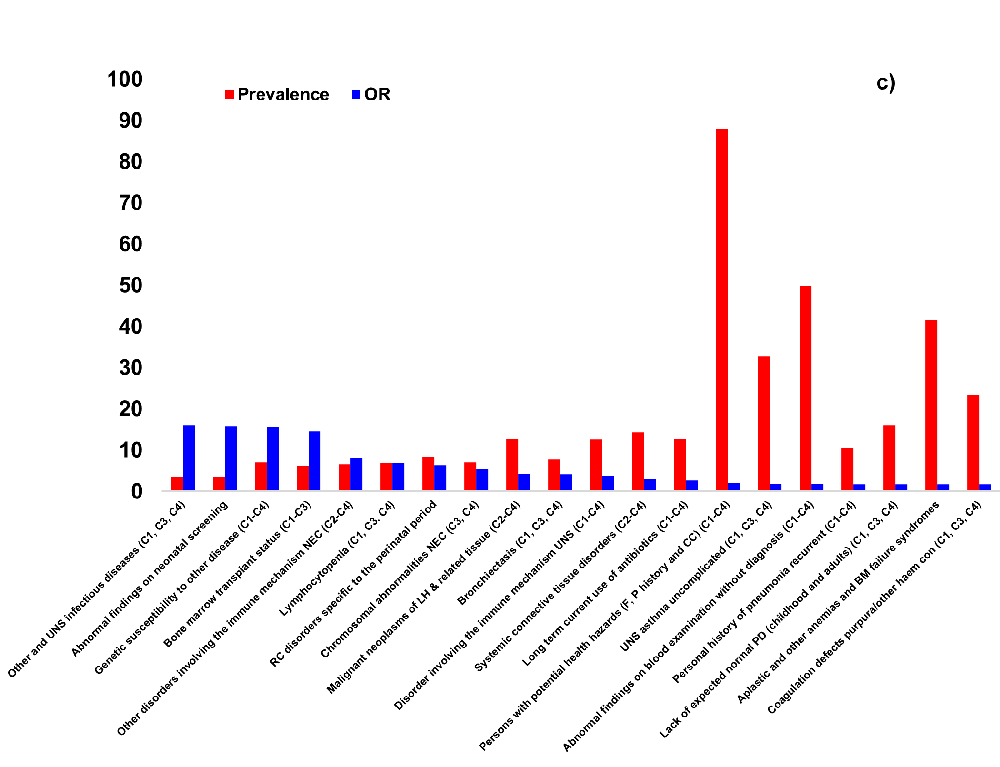 100
c)
Prevalence OR
90
80
70
60
50
40
30
20
10
0
Other and UNS infectious diseases (C1, C3, C4)
Abnormal findings on neonatal screening
Genetic susceptibility to other disease (C1-C4)
Bone marrow transplant status (C1-C3)
Other disorders involving the immune mechanism NEC (C2-C4)
Lymphocytopenia (C1, C3, C4)
RC disorders specific to the perinatal period
Chromosomal abnormalities NEC (C3, C4)
Malignant neoplasms of LH & related tissue (C2-C4)
Bronchiectasis (C1, C3, C4)
Disorder involving the immune mechanism UNS (C1-C4)
Systemic connective tissue disorders (C2-C4)
Long term current use of antibiotics (C1-C4)
Persons with potential health hazards (F, P history and CC) (C1-C4)
UNS asthma uncomplicated (C1, C3, C4)
Abnormal findings on blood examination without diagnosis (C1-C4)
Personal history of pneumonia recurrent (C1-C4)
Lack of expected normal PD (childhood and adults) (C1, C3, C4)
Aplastic and other anemias and BM failure syndromes
Coagulation defects purpura/other haem con (C1, C3, C4)